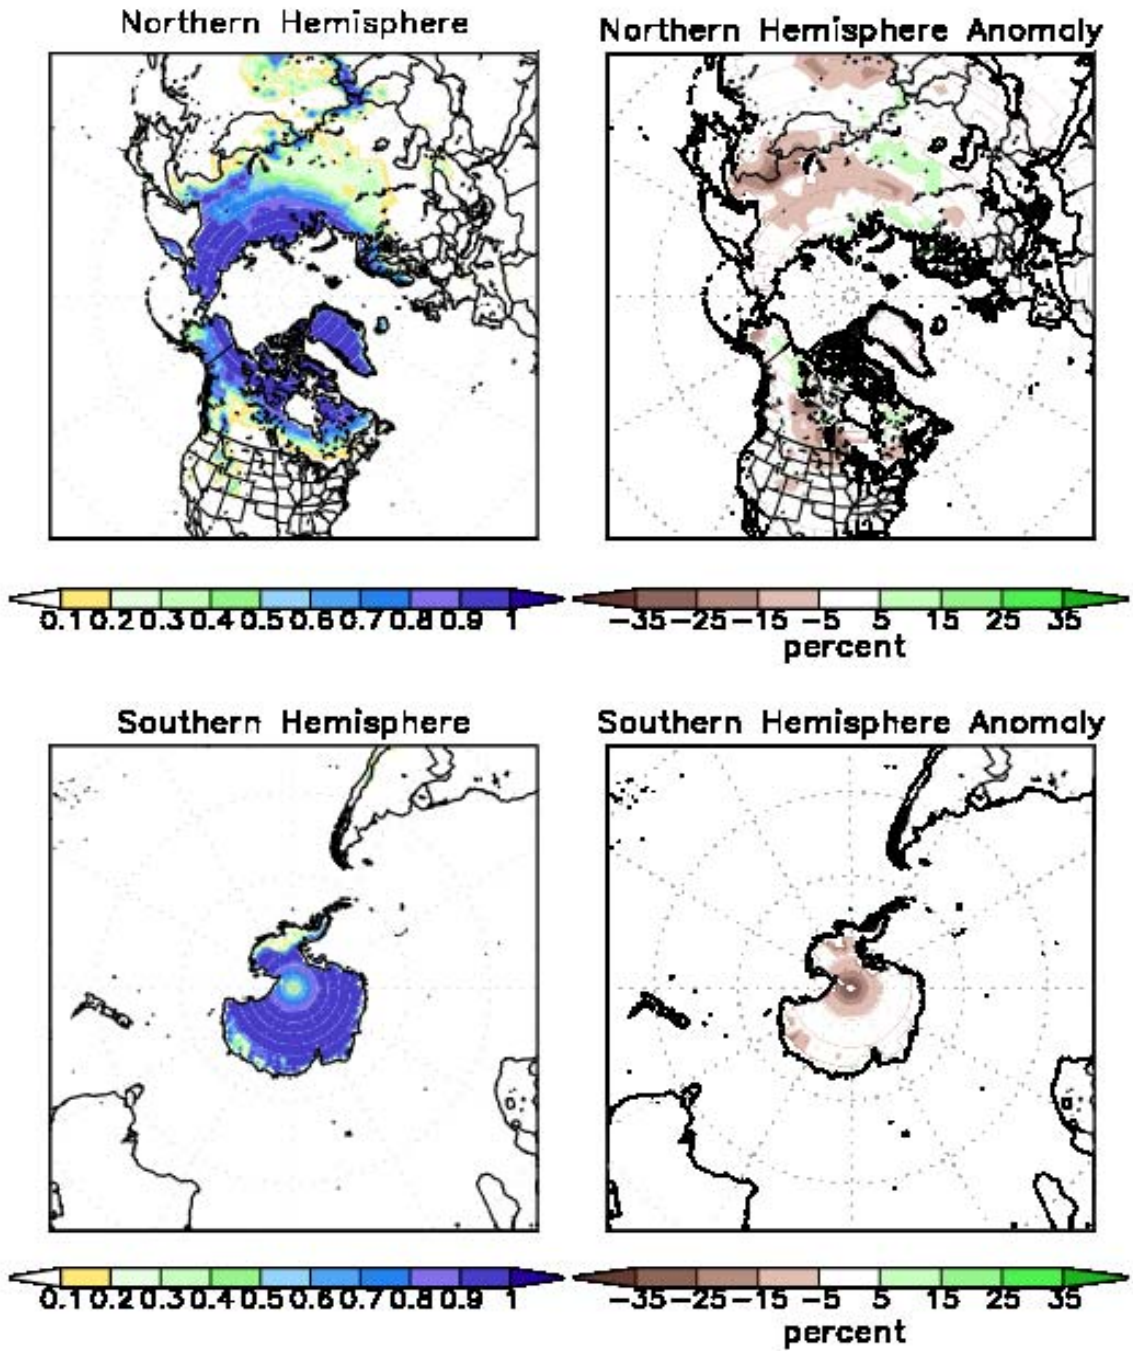 Northern Hemisphere
Northern Hemisphere Anomaly
0.1 0.2 0.3 0.4 0.5 0.6 0.7 0.8 0.9 1
-35 -25 -15 -5 5 15 25 35
percent
Southern Hemisphere
Southern Hemisphere Anomaly
0.1 0.2 0.3 0.4 0.5 0.6 0.7 0.8 0.9 1
-35 -25 -15 -5 5 15 25 35
percent